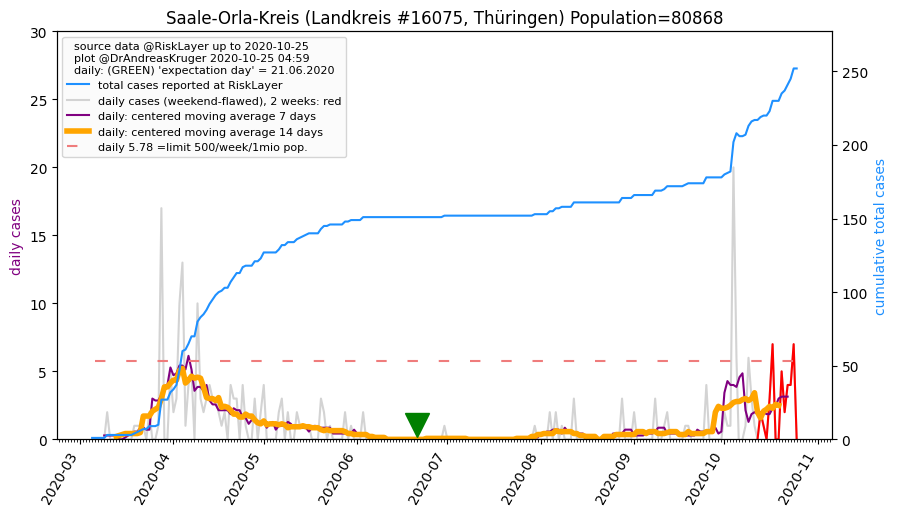 Saale-Orla-Kreis (Landkreis #16075, Thüringen) Population=80868
source data @RiskLayer up to 2020-10-25
plot @DrAndreasKruger 2020-10-25 04:59
daily: (GREEN) 'expectation day' = 21.06.2020
total cases reported at RiskLayer
daily cases (weekend-flawed), 2 weeks: red
daily: centered moving average 7 days
daily: centered moving average 14 days
daily 5.78 =limit 500/week/1mio pop.
daily cases
30
25
20
15
10
5
0
cumulative total cases
250
200
150
100
50
0
2020-03
2020-04
2020-05
2020-06
2020-07
2020-08
2020-09
2020-10
2020-11